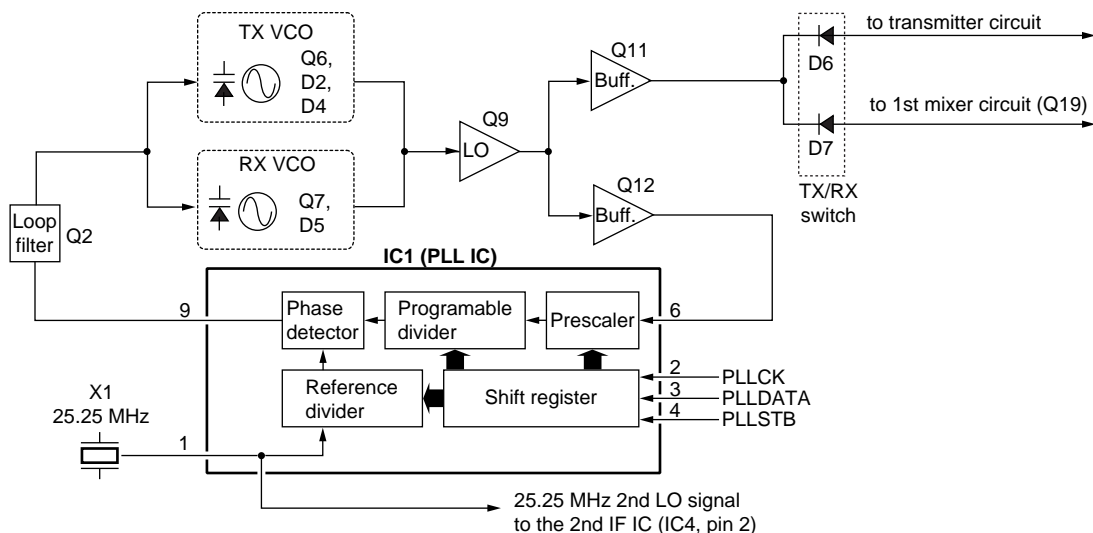 TX VCO
Q6,
D2,
D4
RX VCO
Q7,
D5
Q9
LO
Q11
Buff.
Q12
Buff.
D6
D7
TX/RX
switch
to transmitter circuit
to 1st mixer circuit (Q19)
Loop
filter
Q2
IC1 (PLL IC)
9
Phase
detector
Programable
divider
Prescaler
6
Reference
divider
Shift register
2
PLLCK
3
PLLDATA
4
PLLSTB
X1
25.25 MHz
1
25.25 MHz 2nd LO signal
to the 2nd IF IC (IC4, pin 2)